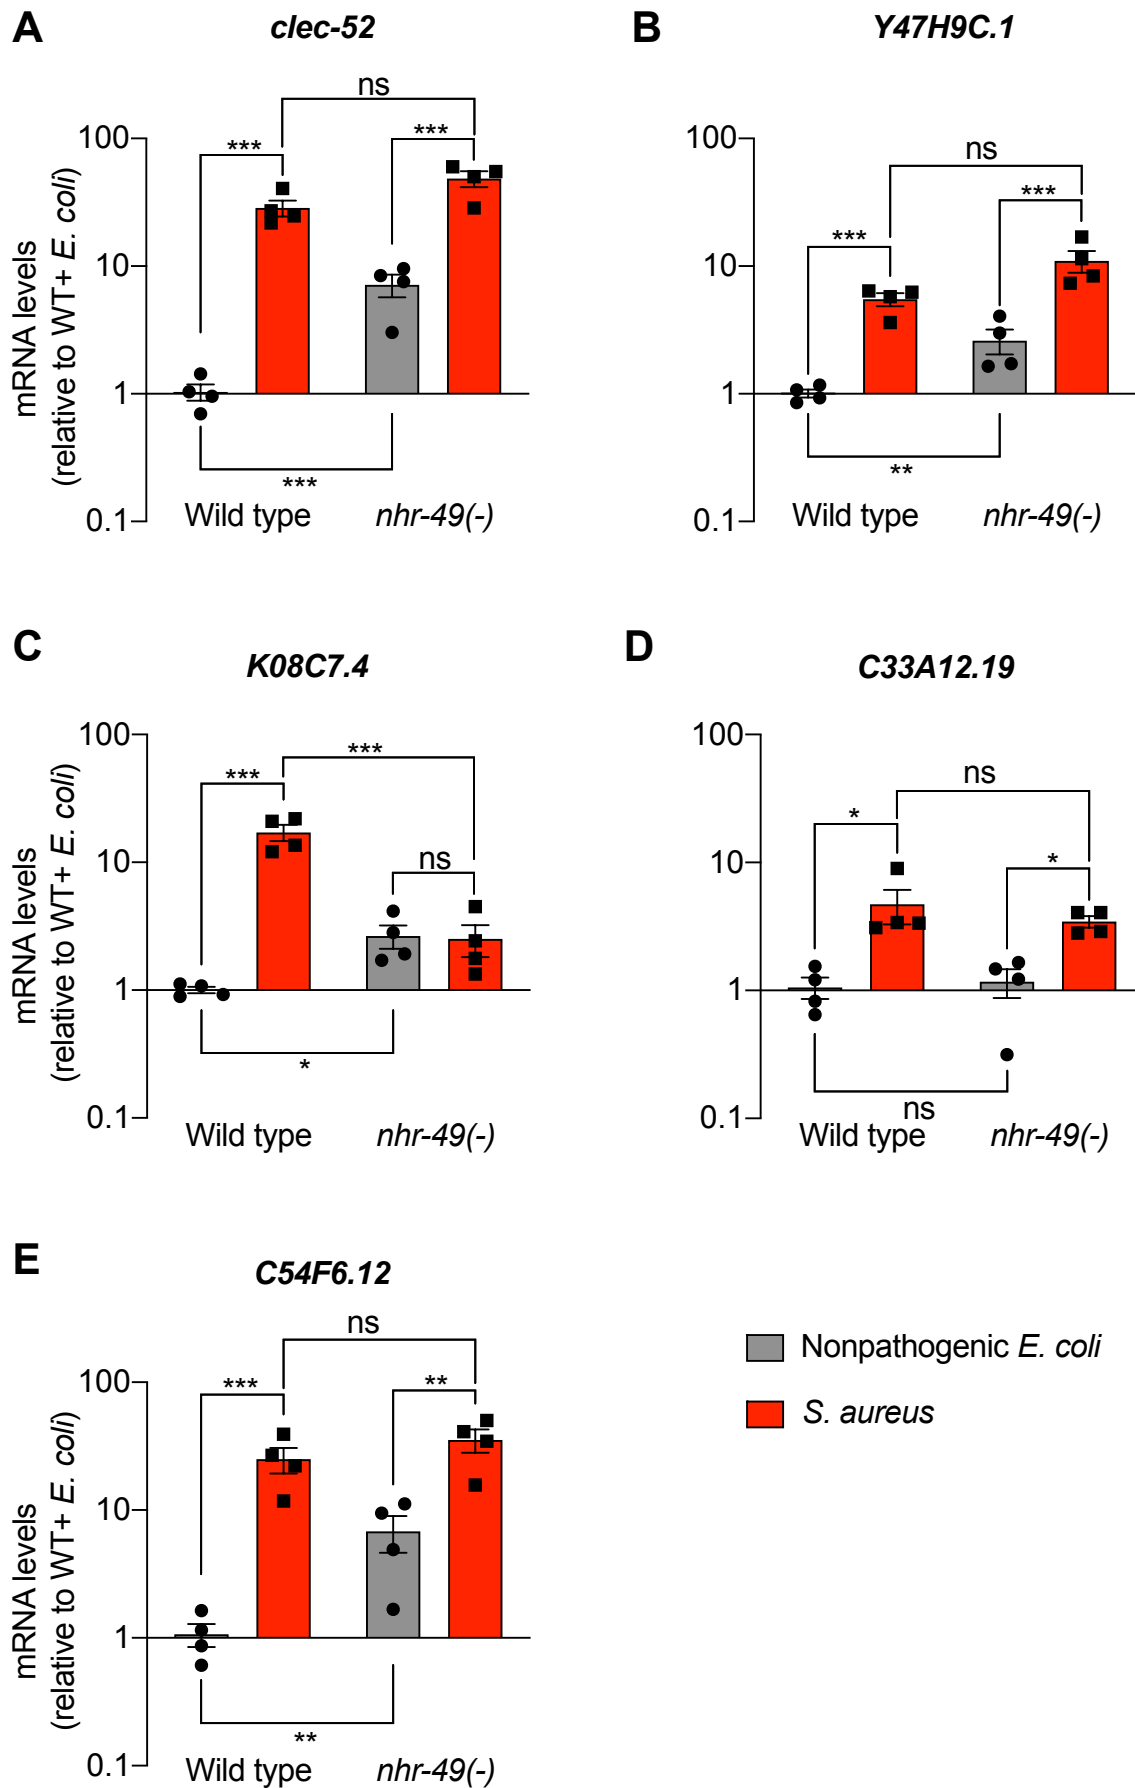 A
clec-52
mRNA levels
(relative to WT+ E. coli)
100
10
1
0.1
ns
***
***
***
Wild type
nhr-49(-)
B
Y47H9C.1
100
10
1
0.1
ns
***
***
**
Wild type
nhr-49(-)
C
K08C7.4
mRNA levels
(relative to WT+ E. coli)
100
10
1
0.1
***
***
ns
*
Wild type
nhr-49(-)
D
C33A12.19
100
10
1
0.1
ns
*
*
ns
Wild type
nhr-49(-)
E
C54F6.12
mRNA levels
(relative to WT+ E. coli)
100
10
1
0.1
ns
***
**
**
Wild type
nhr-49(-)
Nonpathogenic E. coli
S. aureus